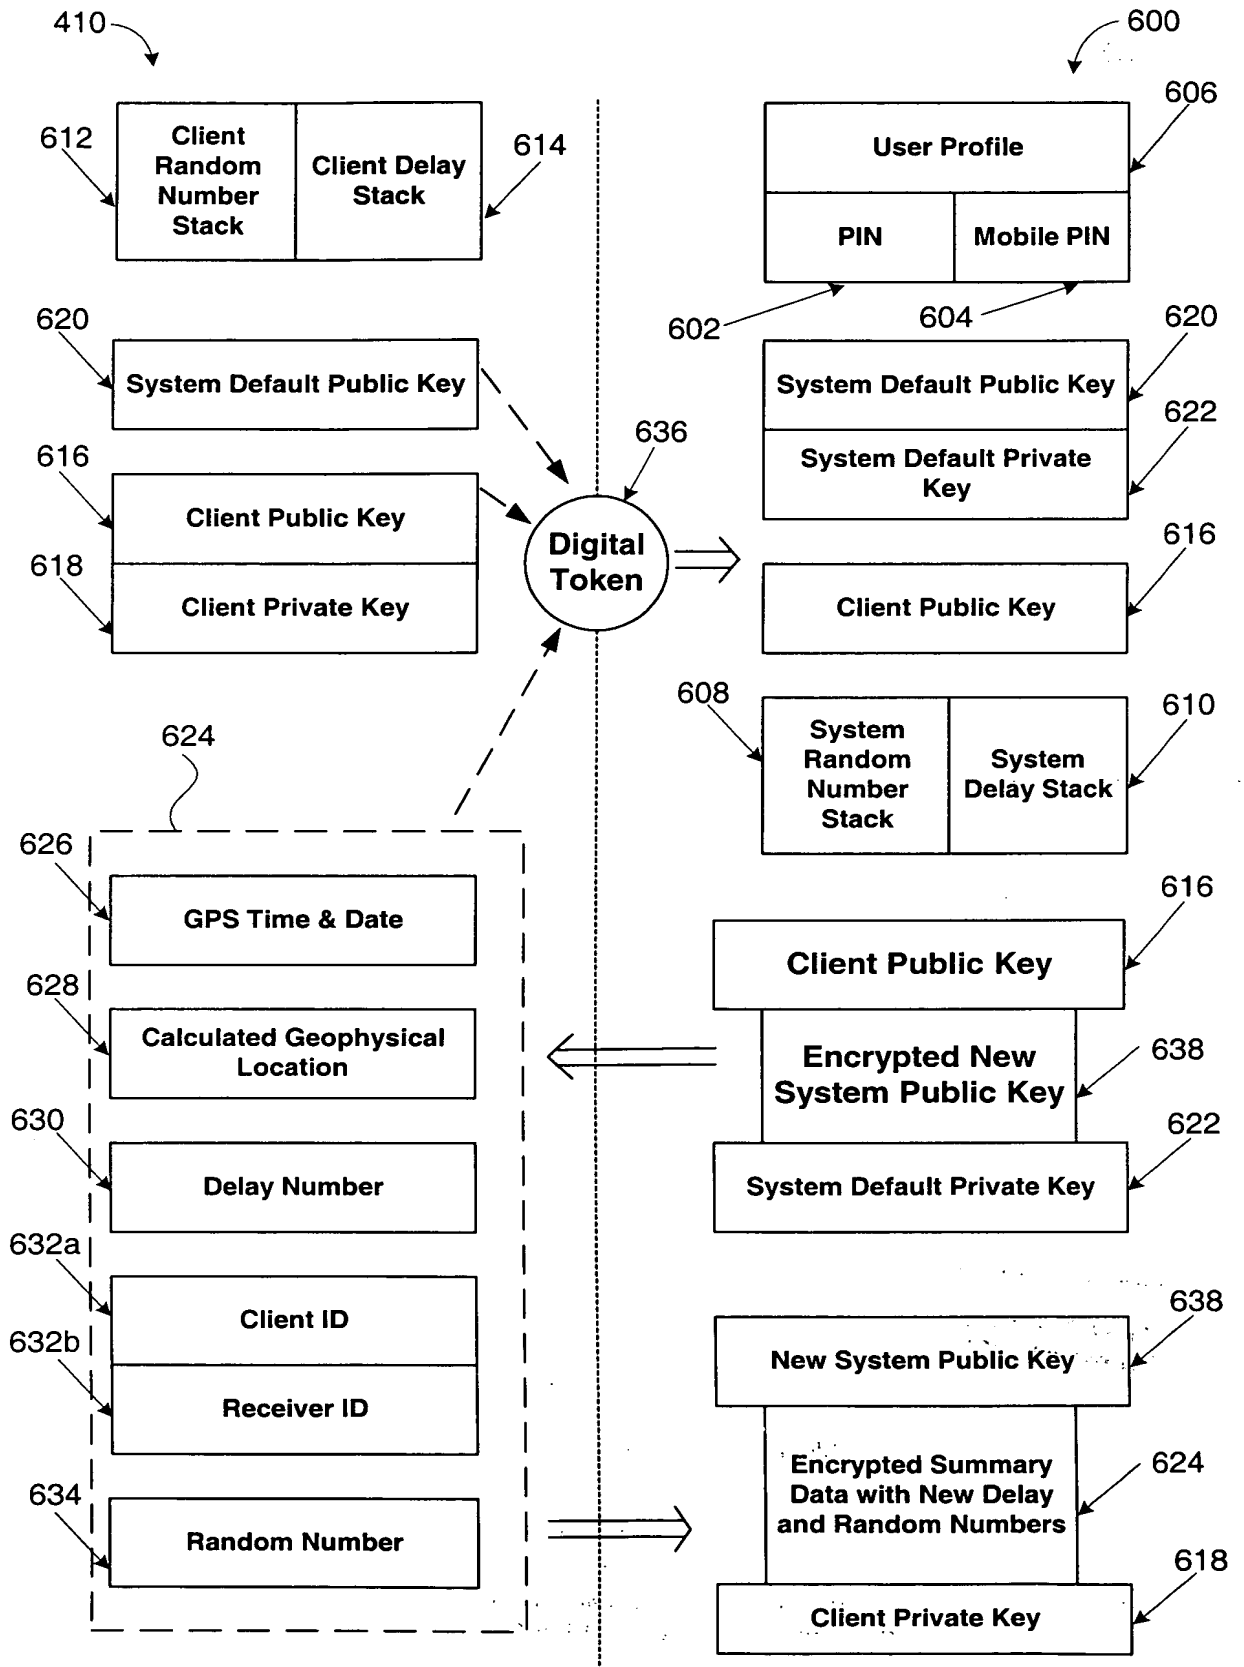 410
600
612
Client
Random
Number
Stack
Client Delay
Stack
614
606
User Profile
PIN
Mobile PIN
602
604
620
System Default Public Key
620
System Default Public Key
622
System Default Private
Key
616
Client Public Key
618
Client Private Key
636
Digital
Token
616
Client Public Key
608
System
Random
Number
Stack
System
Delay Stack
610
624
626
GPS Time & Date
628
Calculated Geophysical
Location
630
Delay Number
632a
Client ID
632b
Receiver ID
634
Random Number
616
Client Public Key
Encrypted New
System Public Key
638
622
System Default Private Key
638
New System Public Key
Encrypted Summary
Data with New Delay
and Random Numbers
624
618
Client Private Key